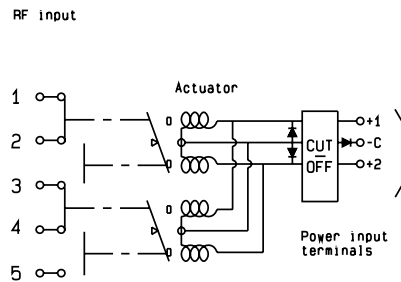 RF input
Actuator
1
2
3
4
5
+1
-C
+2
CUT
OFF
Power input
terminals